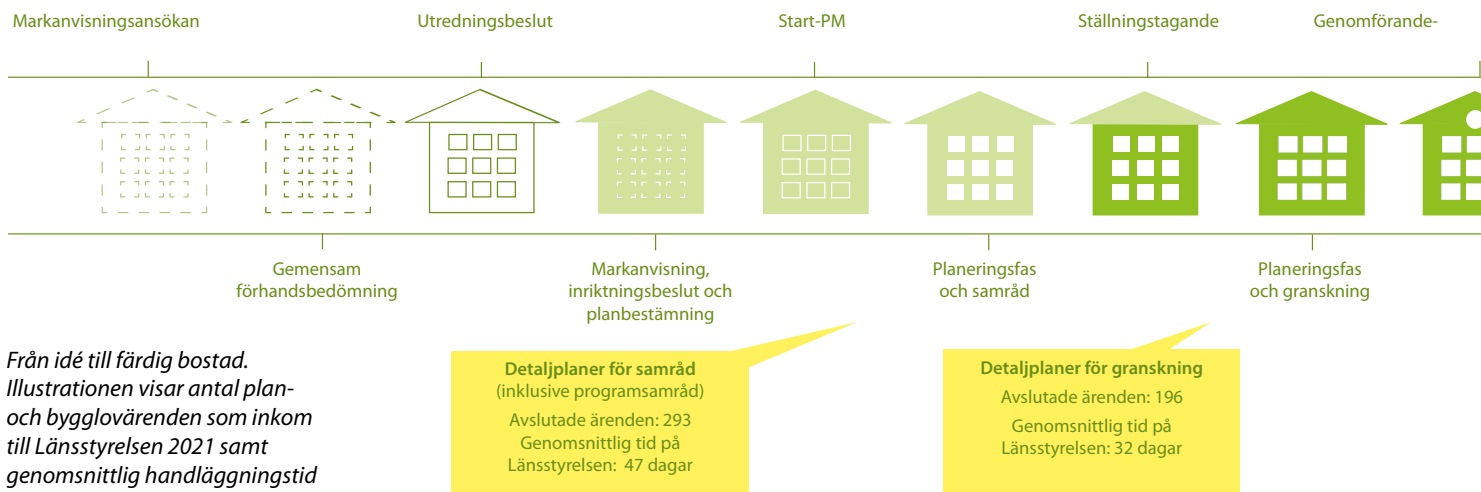 Markanvisningsansökan
Utredningsbeslut
Start-PM
Ställningstagande
Genomförande-
Gemensam
förhandsbedömning
Markanvisning,
inriktningsbeslut och
planbestämning
Planeringsfas
och samråd
Planeringsfas
och granskning
Från idé till färdig bostad.
Illustrationen visar antal plan-
och bygglovärenden som inkom
till Länsstyrelsen 2021 samt
genomsnittlig handläggningstid
Detaljplaner för samråd
(inklusive programsamråd)
Avslutade ärenden: 293
Genomsnittlig tid på
Länsstyrelsen: 47 dagar
Detaljplaner för granskning
Avslutade ärenden: 196
Genomsnittlig tid på
Länsstyrelsen: 32 dagar